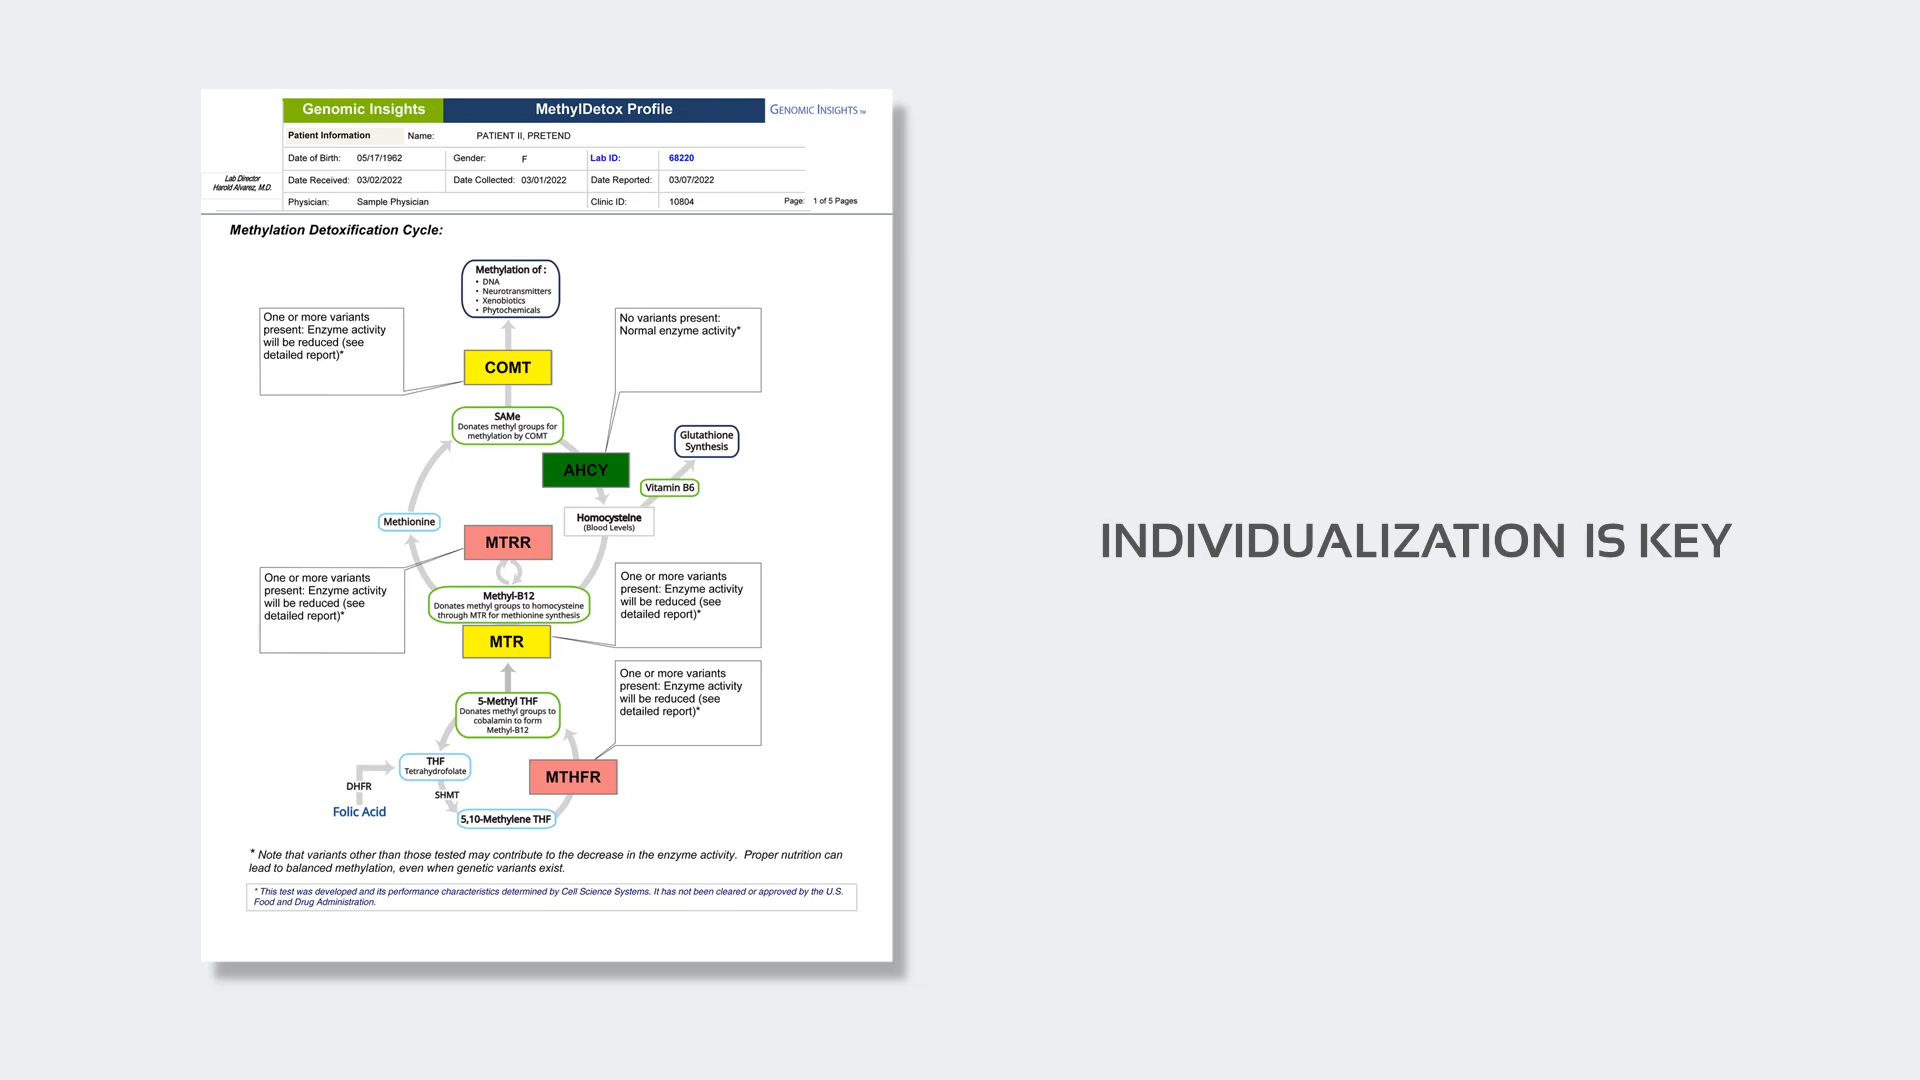 Genomic Insights
MethylDetox Profile
GENOMIC INSIGHTS TM
Patient Information
Name:
PATIENT II, PRETEND
Date of Birth:
05/17/1962
Gender:
F
Lab ID:
68220
Lab Director
Harold Alvarez, M.D.
Date Received:
03/02/2022
Date Collected:
03/01/2022
Date Reported:
03/07/2022
Physician:
Sample Physician
Clinic ID:
10804
Page:
1 of 5 Pages
Methylation Detoxification Cycle:
Methylation of :
• DNA
• Neurotransmitters
• Xenobiotics
• Phytochemicals
One or more variants
present: Enzyme activity
will be reduced (see
detailed report)*
No variants present:
Normal enzyme activity*
COMT
SAMe
Donates methyl groups for
methylation by COMT
Glutathione
Synthesis
AHCY
Vitamin B6
Methionine
Homocysteine
(Blood Levels)
MTRR
One or more variants
present: Enzyme activity
will be reduced (see
detailed report)*
Methyl-B12
Donates methyl groups to homocysteine
through MTR for methionine synthesis
One or more variants
present: Enzyme activity
will be reduced (see
detailed report)*
MTR
One or more variants
present: Enzyme activity
will be reduced (see
detailed report)*
5-Methyl THF
Donates methyl groups to
cobalamin to form
Methyl-B12
THF
Tetrahydrofolate
MTHFR
DHFR
SHMT
Folic Acid
5,10-Methylene THF
* Note that variants other than those tested may contribute to the decrease in the enzyme activity. Proper nutrition can
lead to balanced methylation, even when genetic variants exist.
* This test was developed and its performance characteristics determined by Cell Science Systems. It has not been cleared or approved by the U.S.
Food and Drug Administration.
INDIVIDUALIZATION IS KEY